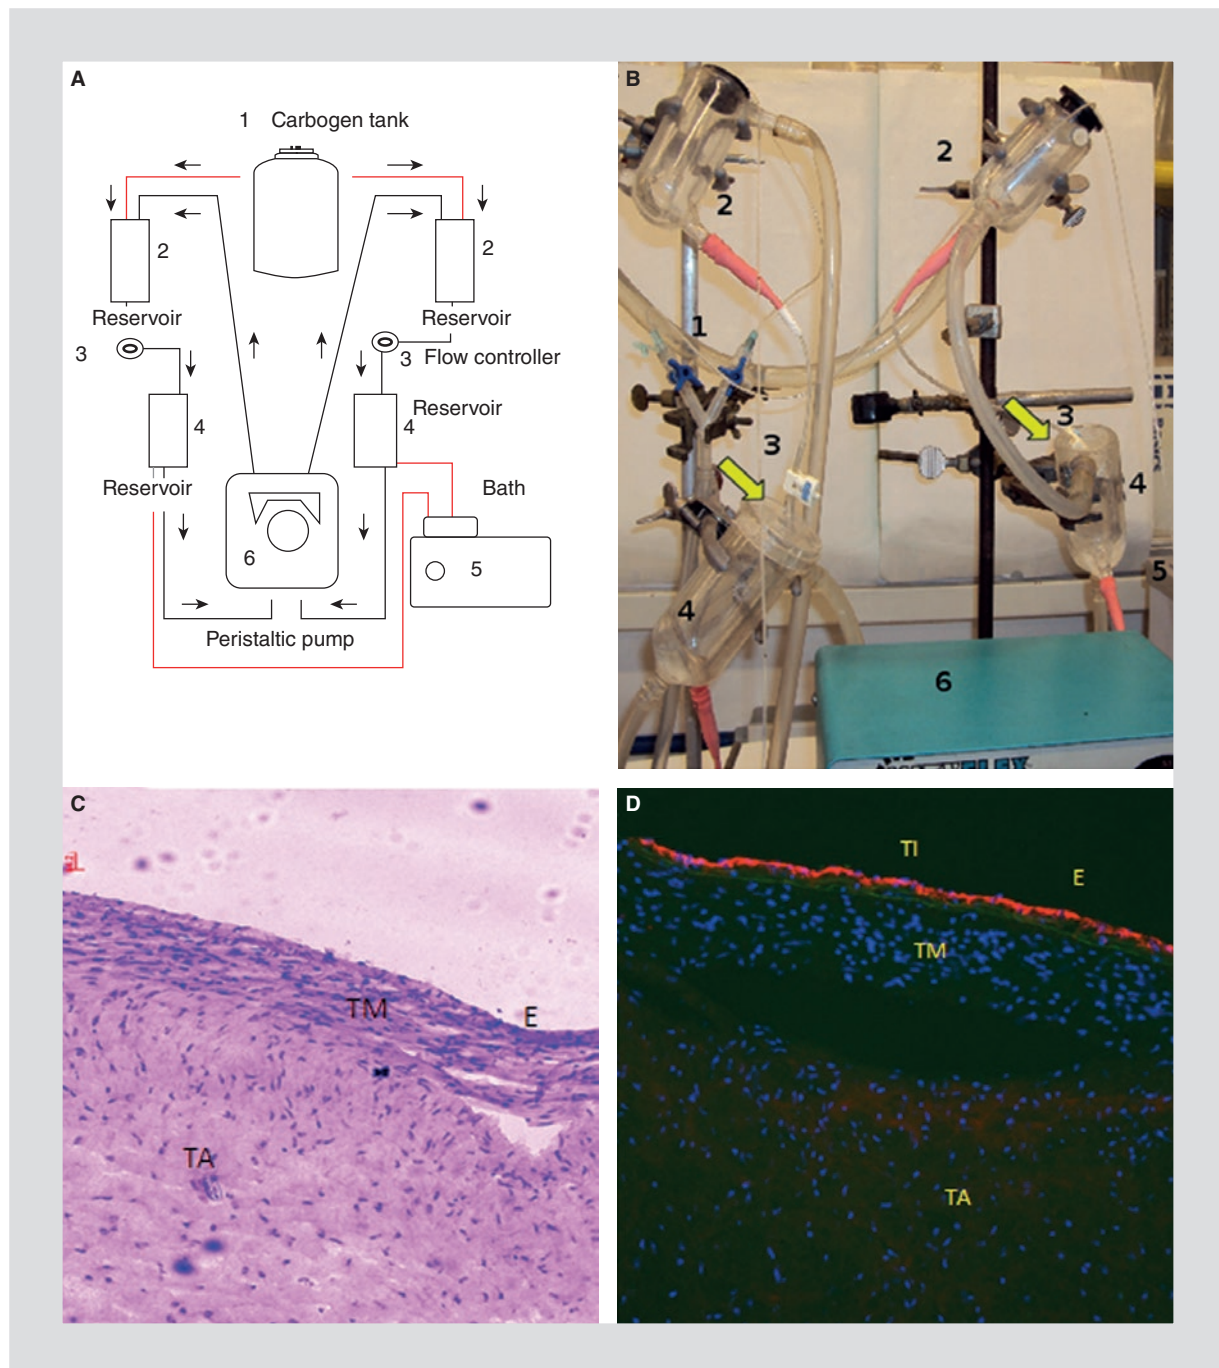 A
1 Carbogen tank
2
2
Reservoir
Reservoir
3
3 Flow controller
Reservoir
4
4
Reservoir
Bath
6
5
Peristaltic pump
B
2
2
1
3
3
4
5
4
6
C
L
TM
E
TA
D
TI
E
TM
TA